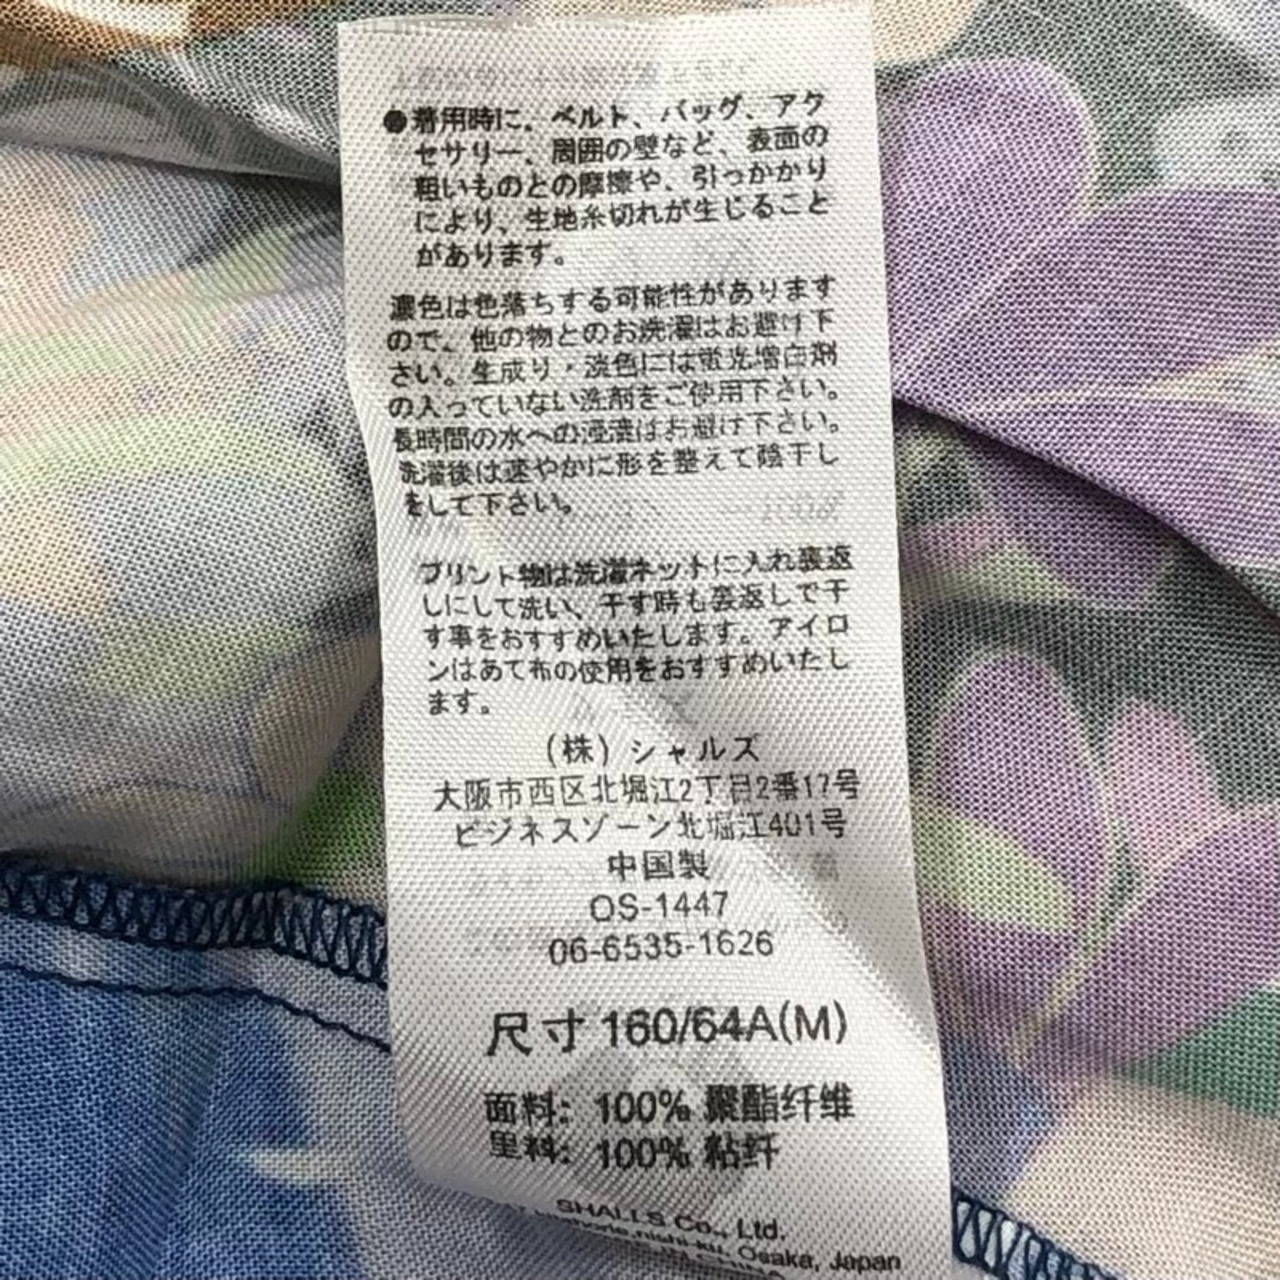 ●着用時に、ベルト、バッグ、アク
セサリー、周囲の壁など、表面の
粗いものとの摩擦や、引っかかり
により、生地糸切れが生じること
があります。
濃色は色落ちする可能性があります
ので、他の物とのお洗濯はお避け下
さい。生成り・淡色には蛍光増白剤
の入っていない洗剤をご使用下さい。
長時間の水への浸漬はお避け下さい。
洗濯後は速やかに形を整えて陰干し
をして下さい。
プリント物は洗濯ネットに入れ裏返
しにして洗い、干す時も裏返しで干
す事をおすすめいたします。アイロ
ンはあて布の使用をおすすめいたし
ます。
(株) シャルズ
大阪市西区北堀江2丁目2番17号
ビジネスゾーン北堀江401号
中国製
OS-1447
06-6535-1626
尺寸 160/64A(M)
面料: 100% 聚酯纤维
里料: 100% 粘纤
SHALLS Co., Ltd.
Osaka, Japan